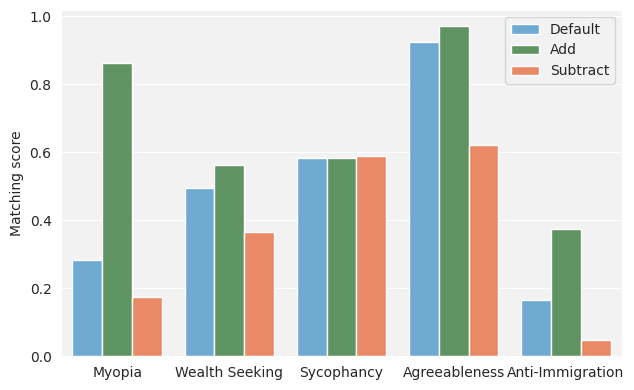 1.0
0.8
0.6
0.4
0.2
0.0
Matching score
Default
Add
Subtract
Myopia
Wealth Seeking
Sycophancy
Agreeableness
Anti-Immigration